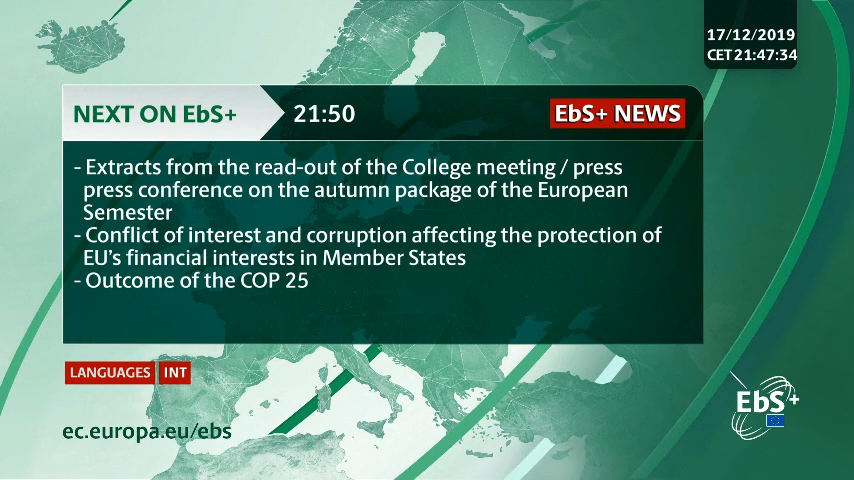 17/12/2019
CET 21:47:34
NEXT ON EbS+
21:50
EbS+ NEWS
- Extracts from the read-out of the College meeting / press
press conference on the autumn package of the European
Semester
- Conflict of interest and corruption affecting the protection of
EU's financial interests in Member States
- Outcome of the COP 25
LANGUAGES INT
EbS+
ec.europa.eu/ebs